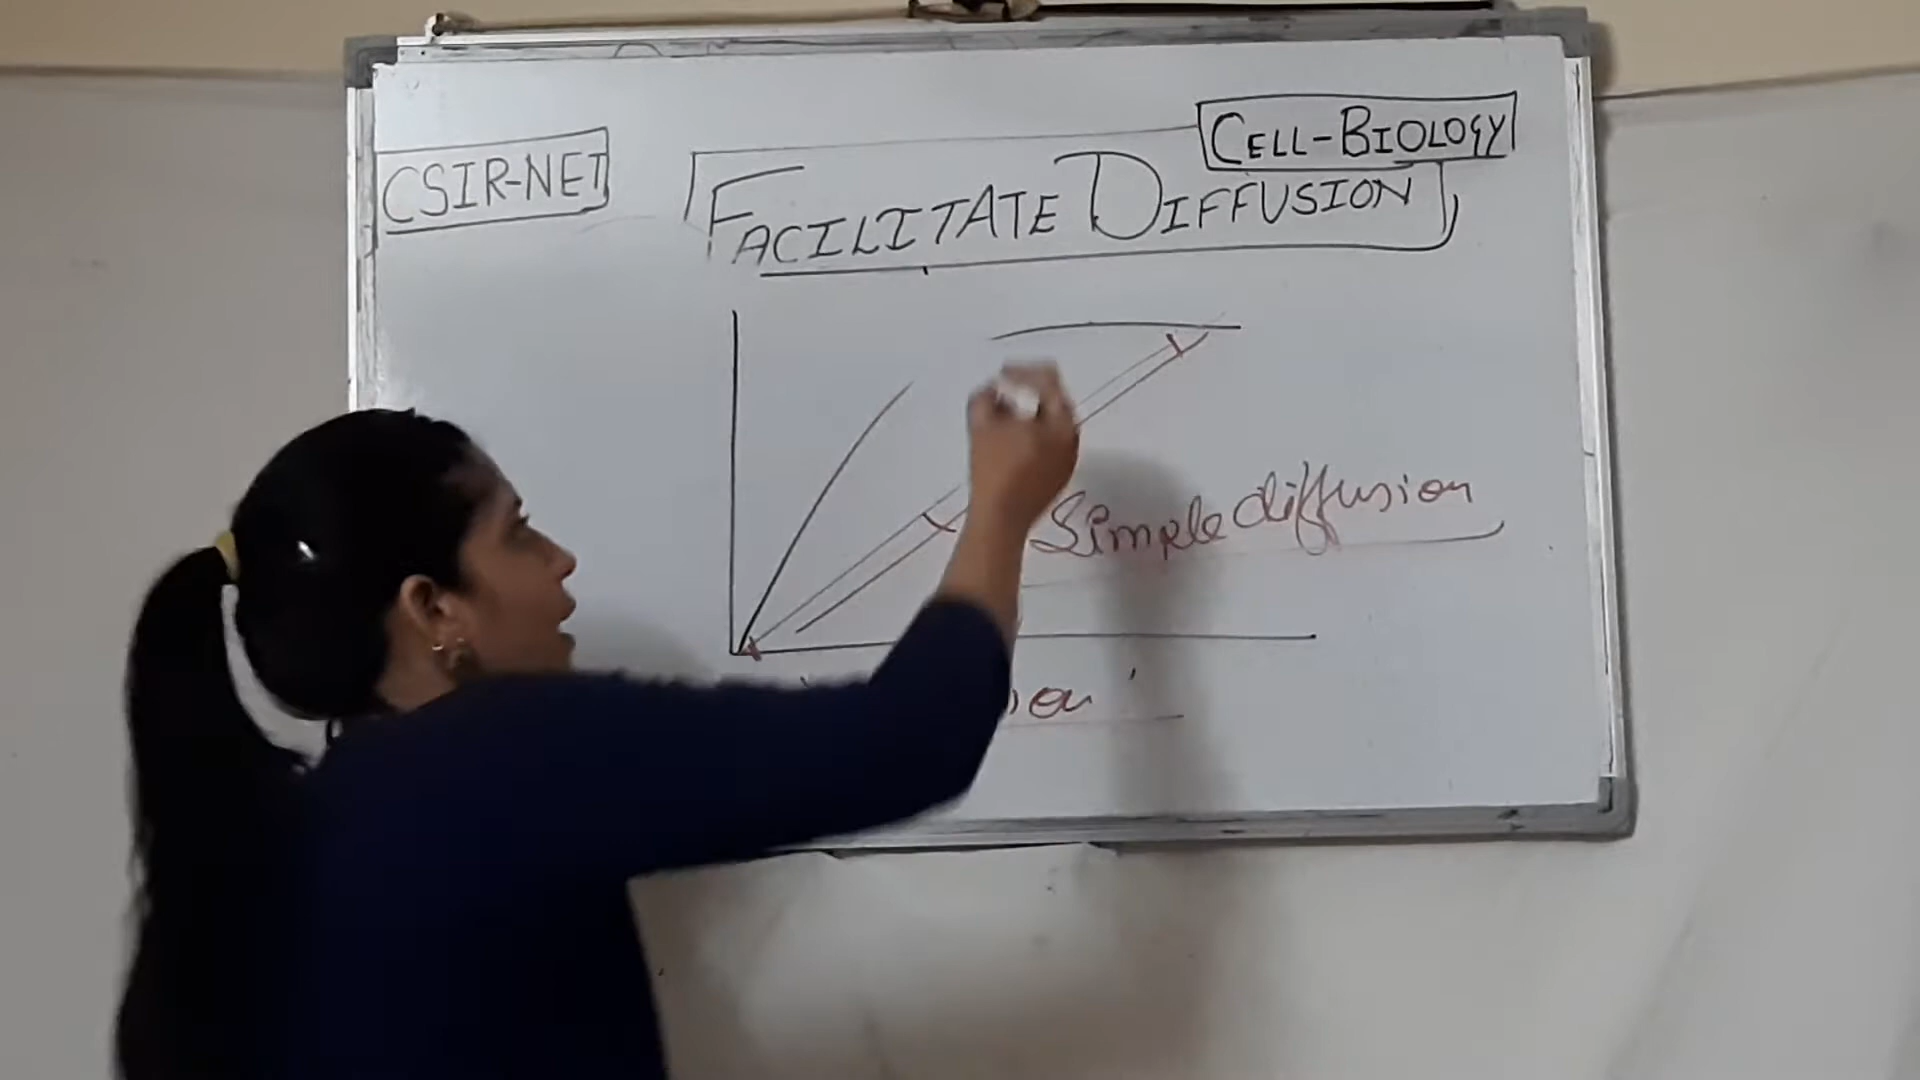 CELL-BIOLOGY
CSIR-NET
FACILITATE DIFFUSION
Simple diffusion